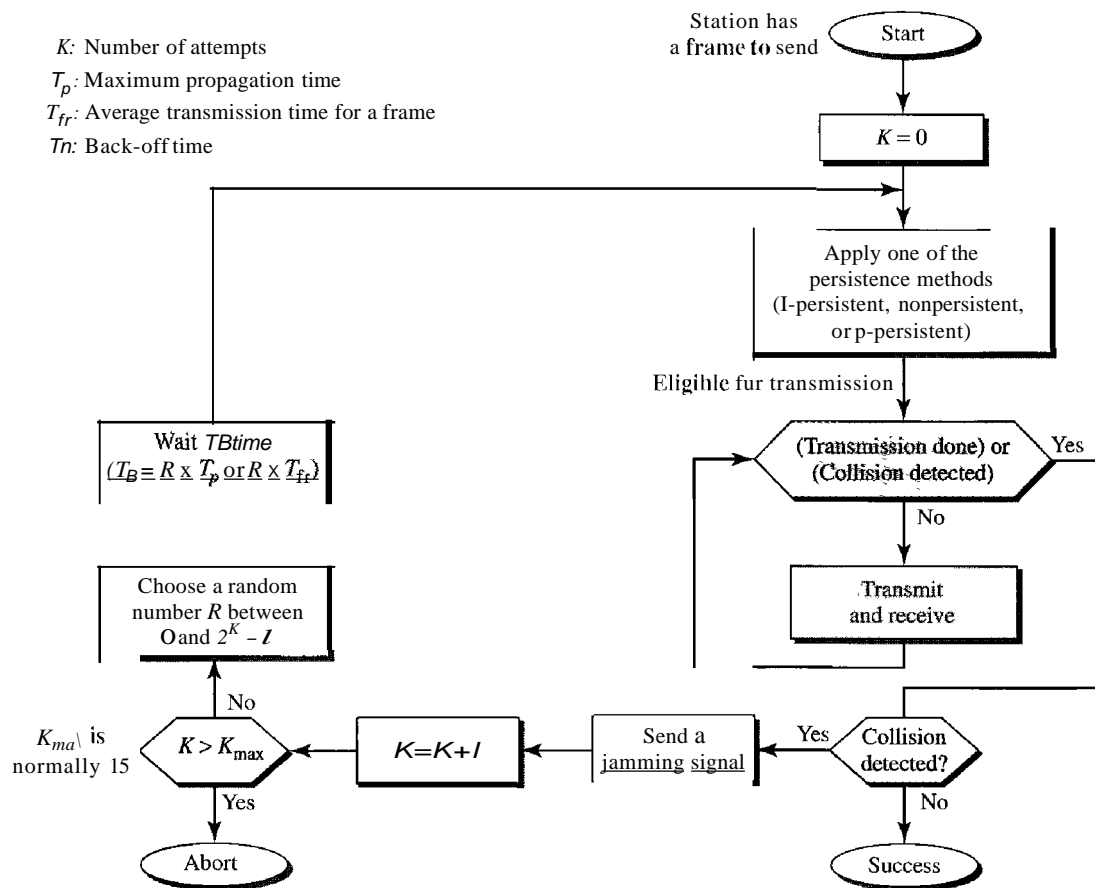 Station has
a frame to send
Start
K: Number of attempts
Tp: Maximum propagation time
Tfr: Average transmission time for a frame
Tn: Back-off time
K = 0
Apply one of the
persistence methods
(I-persistent, nonpersistent,
or p-persistent)
Eligible fur transmission
Wait TBtime
(TB = R x Tp or R x Tfr)
(Transmission done) or
(Collision detected)
Yes
No
Transmit
and receive
Choose a random
number R between
O and 2^K - l
No
Kma\ is
normally 15
K > Kmax
K=K+l
Send a
jamming signal
Yes
Collision
detected?
Yes
No
Abort
Success